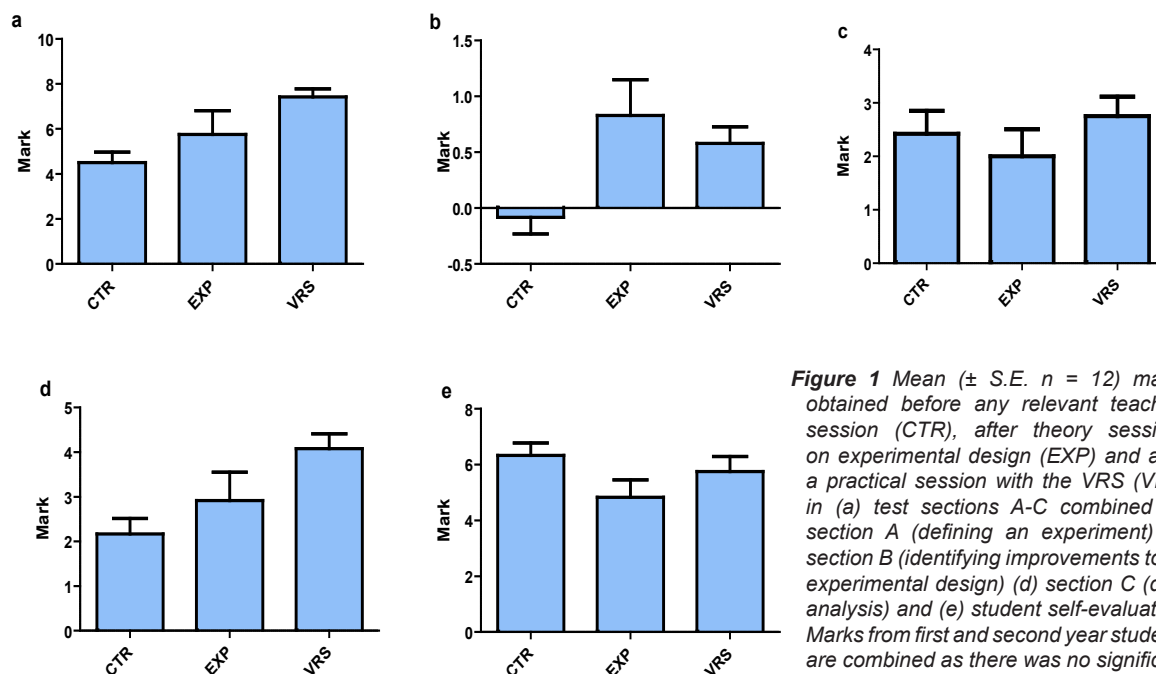 a
10
8
6
4
2
0
Mark
CTR
EXP
VRS
b
1.5
1.0
0.5
0.0
-0.5
Mark
CTR
EXP
VRS
c
4
3
2
1
0
Mark
CTR
EXP
VRS
d
5
4
3
2
1
0
Mark
CTR
EXP
VRS
e
8
6
4
2
0
Mark
CTR
EXP
VRS
Figure 1 Mean (± S.E. n = 12) ma
obtained before any relevant teach
session (CTR), after theory sessi
on experimental design (EXP) and a
a practical session with the VRS
in (a) test sections A-C combined
section A (defining an experiment)
section B (identifying improvements to
experimental design) (d) section C
analysis) and (e) student self-evaluat
Marks from first and second year stude
are combined as there was no signific